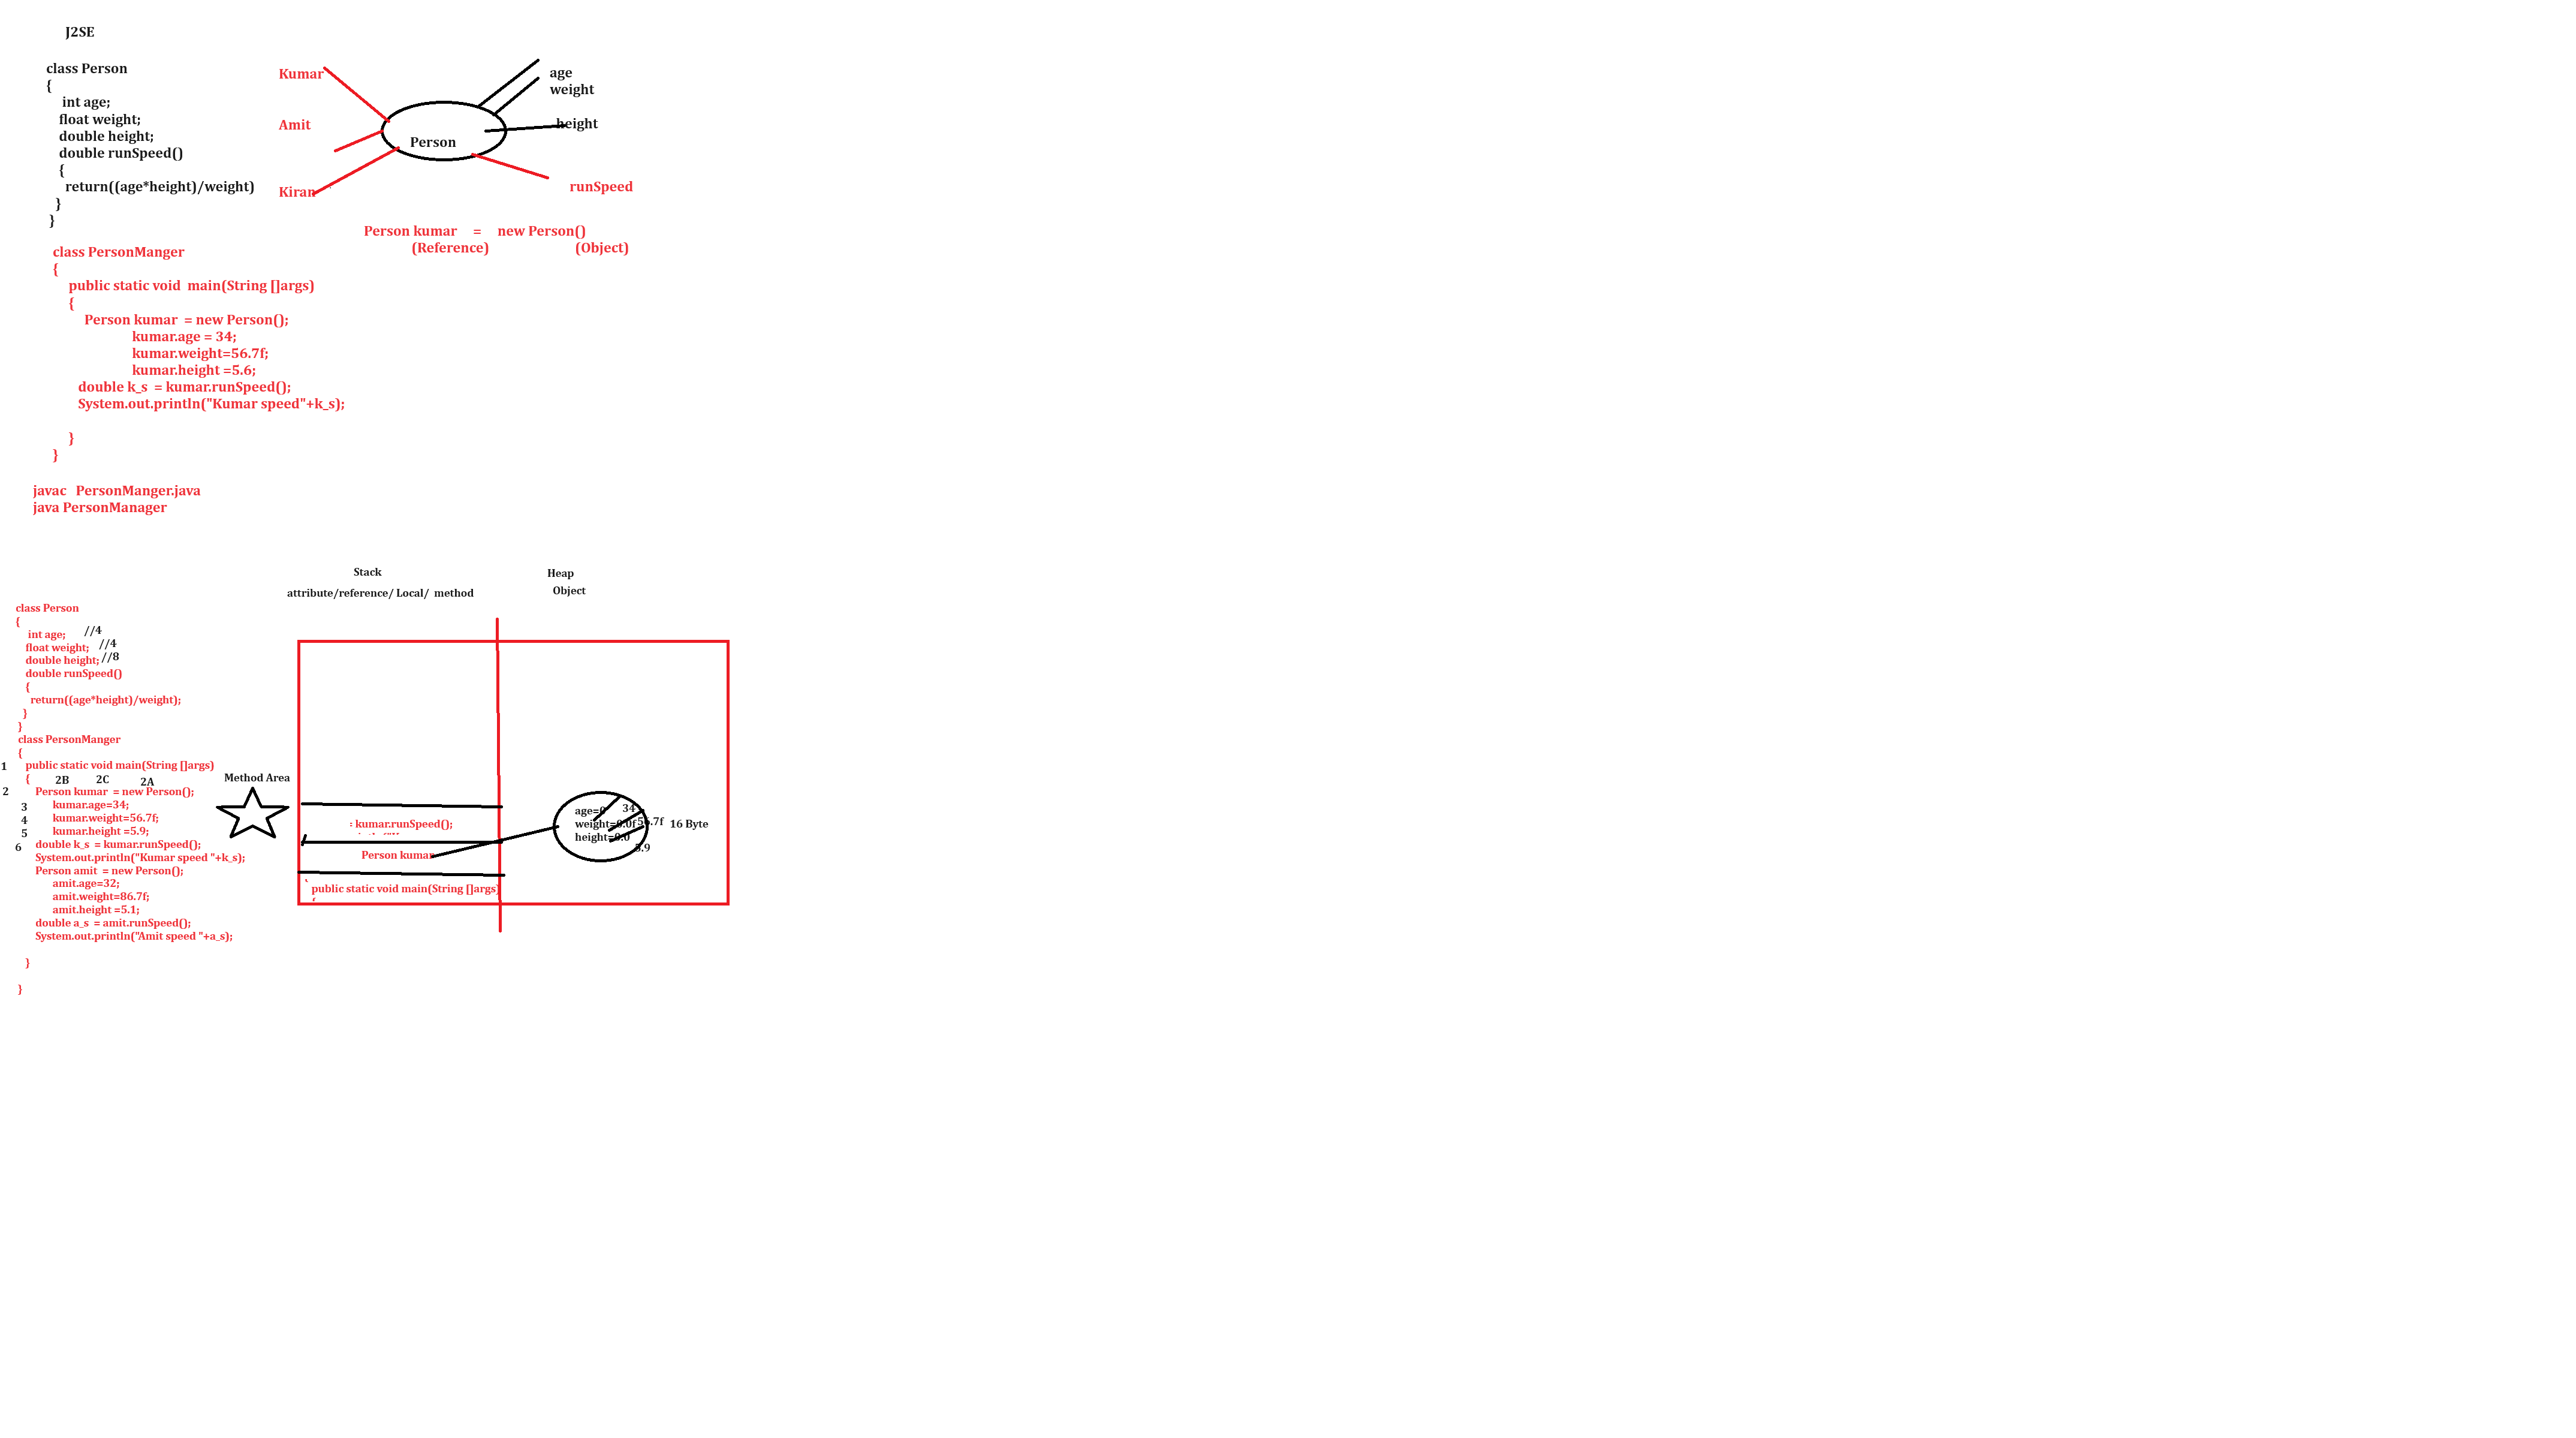 J2SE
class Person
{
int age;
float weight;
double height;
double runSpeed()
{
return((age*height)/weight)
}
}
Kumar
Amit
Kiran
Person
age
weight
height
runSpeed
Person kumar = new Person()
(Reference) (Object)
class PersonManger
{
public static void main(String []args)
{
Person kumar = new Person();
kumar.age = 34;
kumar.weight=56.7f;
kumar.height =5.6;
double k_s = kumar.runSpeed();
System.out.println("Kumar speed"+k_s);
}
}
javac PersonManger.java
java PersonManager
Stack
attribute/reference/ Local/ method
Heap
Object
class Person
{
int age; //4
float weight; //4
double height; //8
double runSpeed()
{
return((age*height)/weight);
}
}
class PersonManger
{
1 public static void main(String []args)
{ 2B 2C 2A
2 Person kumar = new Person();
3 kumar.age=34;
4 kumar.weight=56.7f;
5 kumar.height =5.9;
6 double k_s = kumar.runSpeed();
System.out.println("Kumar speed "+k_s);
Person amit = new Person();
amit.age=32;
amit.weight=86.7f;
amit.height =5.1;
double a_s = amit.runSpeed();
System.out.println("Amit speed "+a_s);
}
}
Method Area
: kumar.runSpeed();
Person kumar
public static void main(String []args)
age=0 34
weight=0.0f 56.7f 16 Byte
height=0.0
5.9